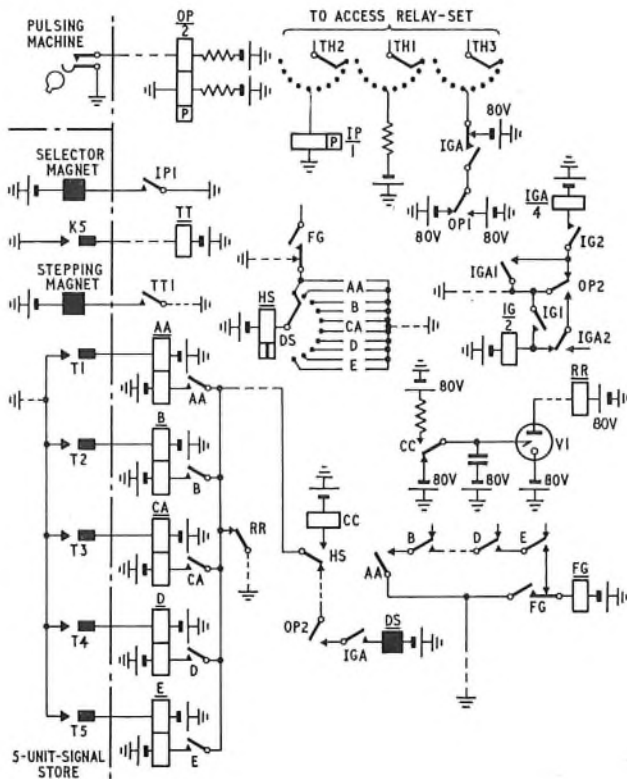 PULSING
MACHINE
OP
2
P
TO ACCESS RELAY-SET
TH2
TH1
TH3
P
IP
1
80V
IGA
80V
OP1
80V
SELECTOR
MAGNET
IP1
K5
TT
STEPPING
MAGNET
TT1
FG
HS
DS
AA
B
CA
D
E
IGA
4
IG2
IGA1
OP2
IG
2
IG1
IGA2
T1
AA
AA
T2
B
B
T3
CA
CA
T4
D
D
T5
E
E
RR
5-UNIT-SIGNAL
STORE
80V
RR
80V
CC
V1
80V
80V
80V
CC
HS
OP2
IGA
DS
AA
B
D
E
FG
FG